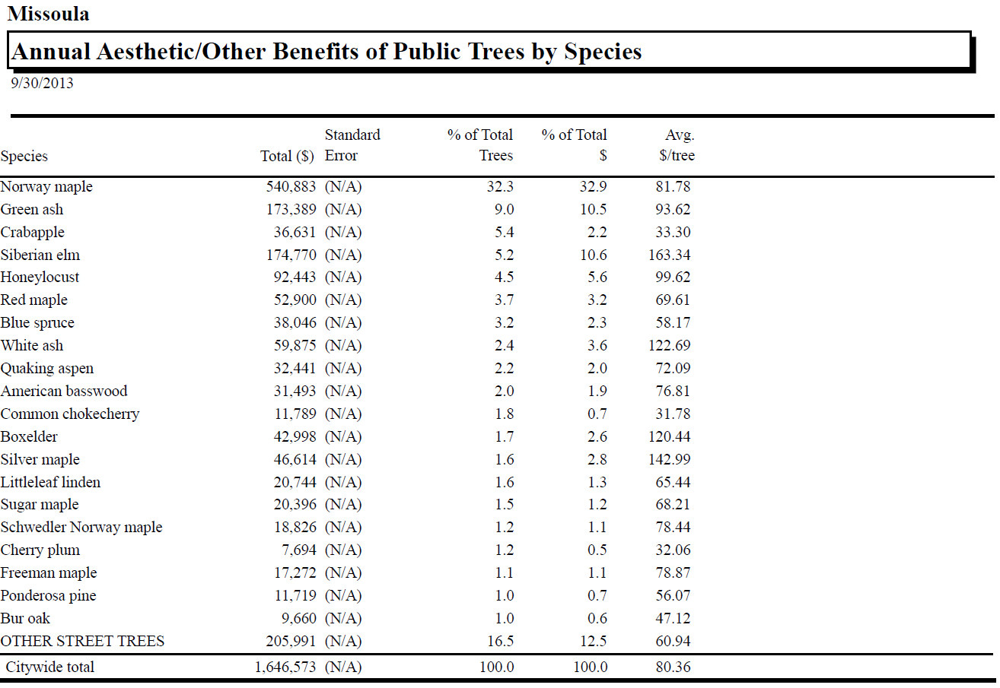 Missoula
Annual Aesthetic/Other Benefits of Public Trees by Species
9/30/2013
Standard % of Total % of Total Avg.
Species Total ($) Error Trees $ $/tree
Norway maple 540,883 (N/A) 32.3 32.9 81.78
Green ash 173,389 (N/A) 9.0 10.5 93.62
Crabapple 36,631 (N/A) 5.4 2.2 33.30
Siberian elm 174,770 (N/A) 5.2 10.6 163.34
Honeylocust 92,443 (N/A) 4.5 5.6 99.62
Red maple 52,900 (N/A) 3.7 3.2 69.61
Blue spruce 38,046 (N/A) 3.2 2.3 58.17
White ash 59,875 (N/A) 2.4 3.6 122.69
Quaking aspen 32,441 (N/A) 2.2 2.0 72.09
American basswood 31,493 (N/A) 2.0 1.9 76.81
Common chokecherry 11,789 (N/A) 1.8 0.7 31.78
Boxelder 42,998 (N/A) 1.7 2.6 120.44
Silver maple 46,614 (N/A) 1.6 2.8 142.99
Littleleaf linden 20,744 (N/A) 1.6 1.3 65.44
Sugar maple 20,396 (N/A) 1.5 1.2 68.21
Schwedler Norway maple 18,826 (N/A) 1.2 1.1 78.44
Cherry plum 7,694 (N/A) 1.2 0.5 32.06
Freeman maple 17,272 (N/A) 1.1 1.1 78.87
Ponderosa pine 11,719 (N/A) 1.0 0.7 56.07
Bur oak 9,660 (N/A) 1.0 0.6 47.12
OTHER STREET TREES 205,991 (N/A) 16.5 12.5 60.94
Citywide total 1,646,573 (N/A) 100.0 100.0 80.36